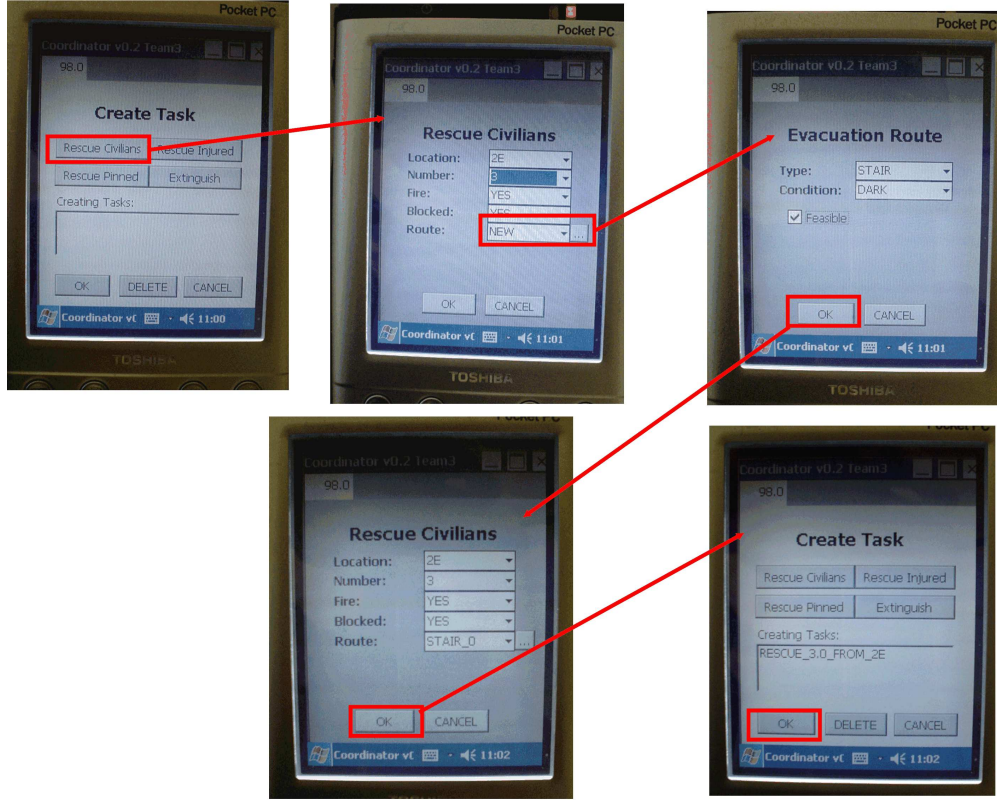 Pocket PC
Coordinator v0.2 Team3
98.0
Create Task
Rescue Civilians Rescue Injured
Rescue Pinned Extinguish
Creating Tasks:
OK DELETE CANCEL
Coordinator v( 11:00
TOSHIBA
Pocket PC
Coordinator v0.2 Team3
98.0
Rescue Civilians
Location: 2E
Number: 3
Fire: YES
Blocked: YES
Route: NEW ...
OK CANCEL
Coordinator v( 11:01
TOSHIBA
Pocket PC
Coordinator v0.2 Team3
98.0
Evacuation Route
Type: STAIR
Condition: DARK
Feasible
OK CANCEL
Coordinator v( 11:01
TOSHIBA
Pocket PC
Coordinator v0.2 Team3
98.0
Rescue Civilians
Location: 2E
Number: 3
Fire: YES
Blocked: YES
Route: STAIR_0 ...
OK CANCEL
Coordinator v( 11:02
TOSHIBA
Pocket PC
Coordinator v0.2 Team3
98.0
Create Task
Rescue Civilians Rescue Injured
Rescue Pinned Extinguish
Creating Tasks:
RESCUE_3.0_FROM_2E
OK DELETE CANCEL
Coordinator v( 11:02